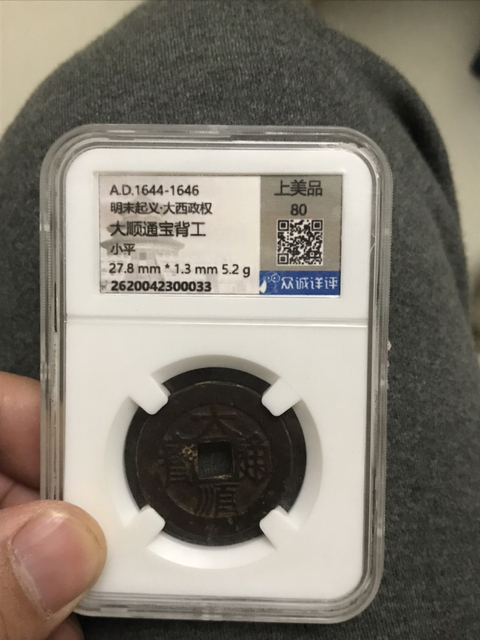 A.D.1644-1646
明末起义·大西政权
大顺通宝背工
小平
27.8 mm * 1.3 mm 5.2 g
2620042300033
上美品
80
众诚详评
大
順
通
寶